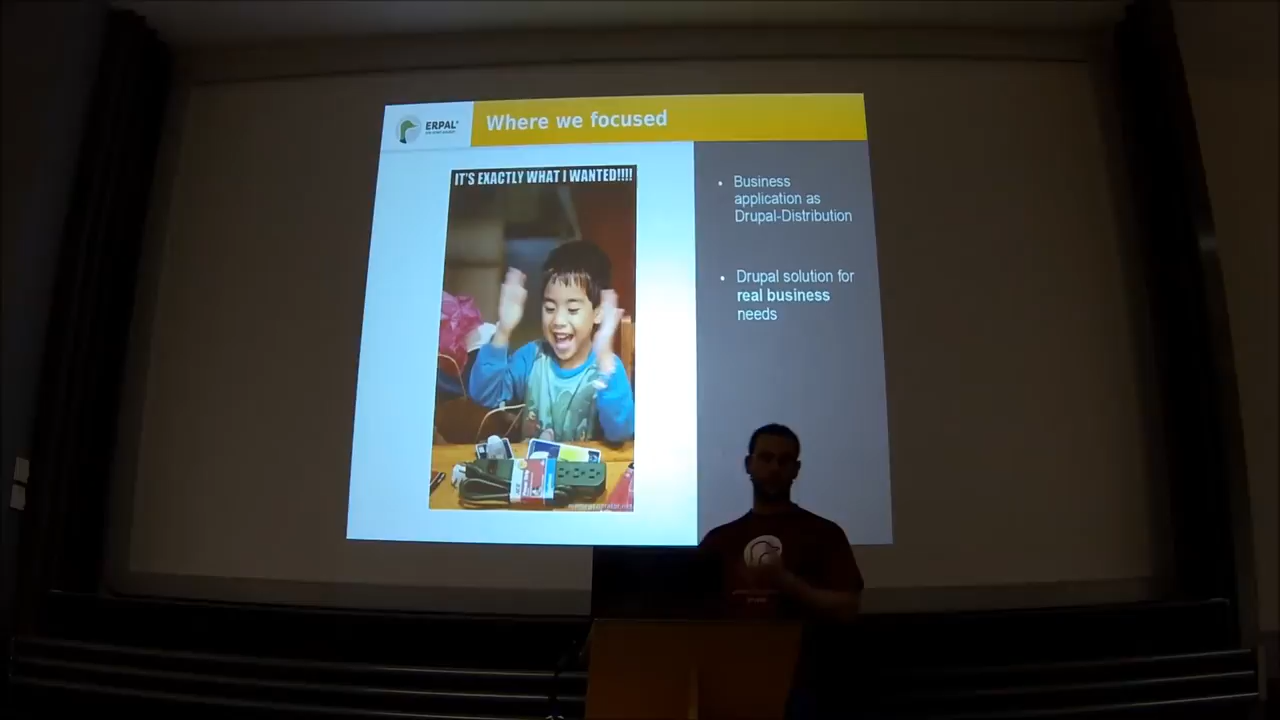 ERPAL®
Where we focused
IT'S EXACTLY WHAT I WANTED!!!!
• Business
application as
Drupal-Distribution
• Drupal solution for
real business
needs